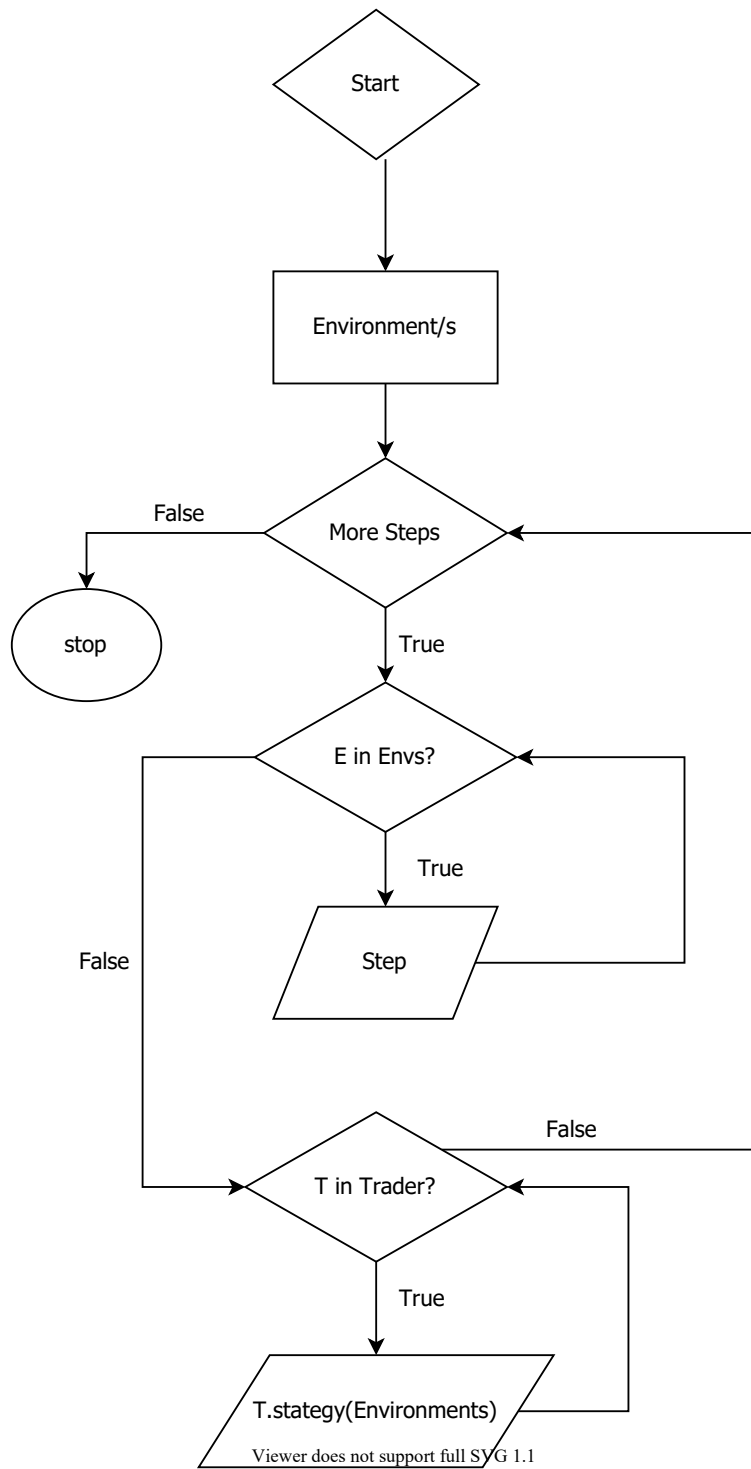 Start
Environment/s
More Steps
False
stop
True
E in Envs?
True
False
Step
False
T in Trader?
True
T.stategy(Environments)
Viewer does not support full SVG 1.1